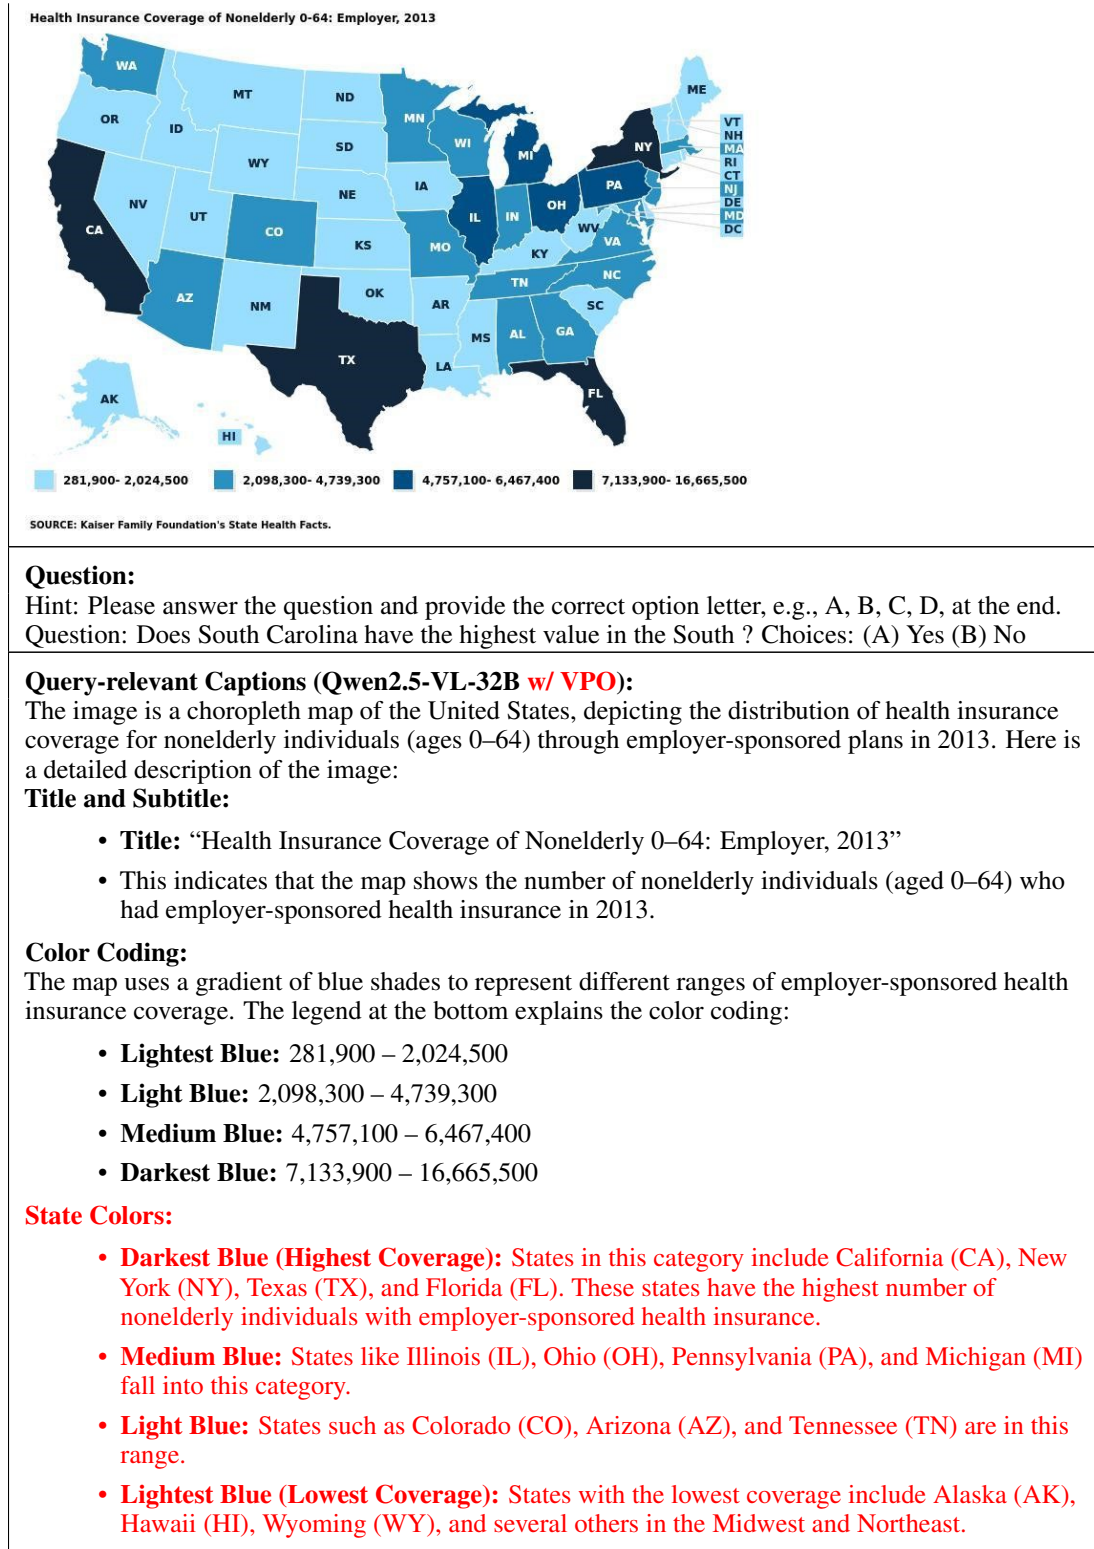 Health Insurance Coverage of Nonelderly 0-64: Employer, 2013
WA
MT
ND
MN
ME
OR
ID
SD
WI
VT
NH
MA
NY
MI
RI
WY
CT
PA
IA
NE
NJ
DE
OH
NV
IL
IN
MD
UT
WV
DC
CA
CO
VA
KS
MO
KY
NC
TN
AZ
OK
NM
AR
SC
MS
AL
GA
TX
LA
FL
AK
HI
281,900- 2,024,500
2,098,300- 4,739,300
4,757,100- 6,467,400
7,133,900- 16,665,500
SOURCE: Kaiser Family Foundation's State Health Facts.
Question:
Hint: Please answer the question and provide the correct option letter, e.g., A, B, C, D, at the end.
Question: Does South Carolina have the highest value in the South ? Choices: (A) Yes (B) No
Query-relevant Captions (Qwen2.5-VL-32B w/ VPO):
The image is a choropleth map of the United States, depicting the distribution of health insurance
coverage for nonelderly individuals (ages 0–64) through employer-sponsored plans in 2013. Here is
a detailed description of the image:
Title and Subtitle:
• Title: “Health Insurance Coverage of Nonelderly 0–64: Employer, 2013”
• This indicates that the map shows the number of nonelderly individuals (aged 0–64) who
had employer-sponsored health insurance in 2013.
Color Coding:
The map uses a gradient of blue shades to represent different ranges of employer-sponsored health
insurance coverage. The legend at the bottom explains the color coding:
• Lightest Blue: 281,900 – 2,024,500
• Light Blue: 2,098,300 – 4,739,300
• Medium Blue: 4,757,100 – 6,467,400
• Darkest Blue: 7,133,900 – 16,665,500
State Colors:
• Darkest Blue (Highest Coverage): States in this category include California (CA), New
York (NY), Texas (TX), and Florida (FL). These states have the highest number of
nonelderly individuals with employer-sponsored health insurance.
• Medium Blue: States like Illinois (IL), Ohio (OH), Pennsylvania (PA), and Michigan (MI)
fall into this category.
• Light Blue: States such as Colorado (CO), Arizona (AZ), and Tennessee (TN) are in this
range.
• Lightest Blue (Lowest Coverage): States with the lowest coverage include Alaska (AK),
Hawaii (HI), Wyoming (WY), and several others in the Midwest and Northeast.